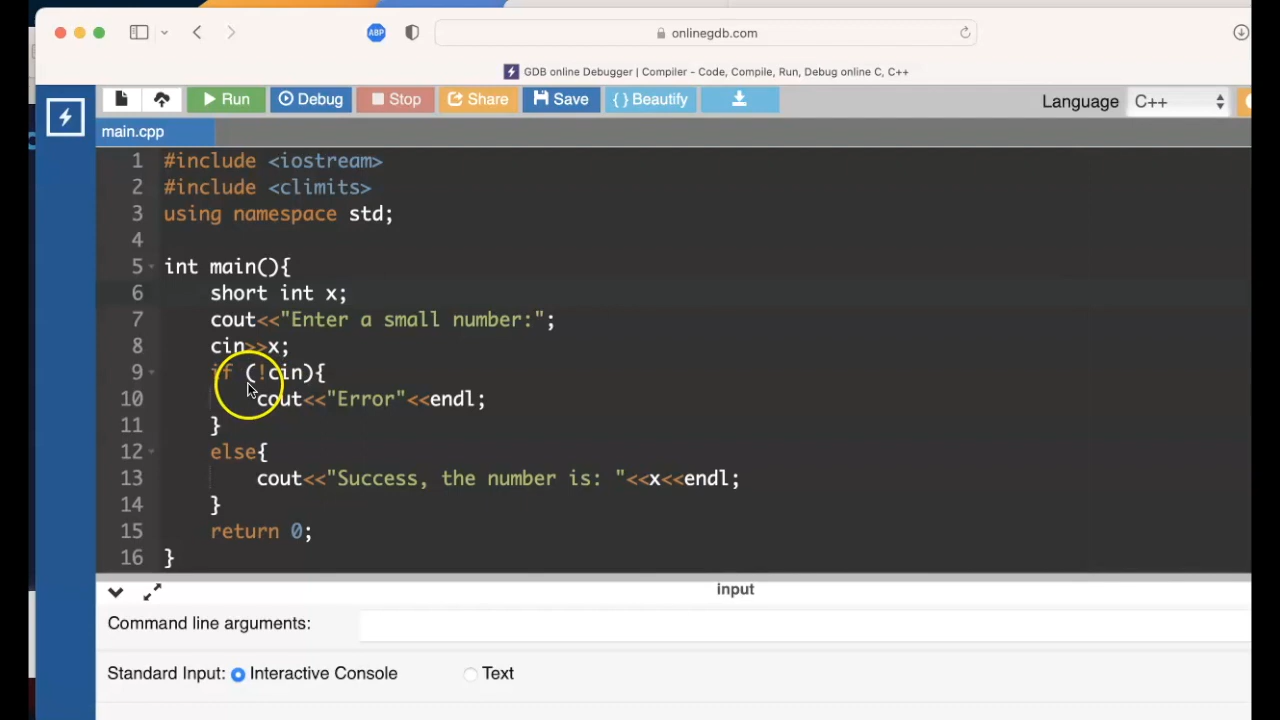 onlinegdb.com
GDB online Debugger | Compiler - Code, Compile, Run, Debug online C, C++
Run Debug Stop Share Save { } Beautify Language C++
main.cpp
1 #include <iostream>
2 #include <climits>
3 using namespace std;
4
5 int main(){
6 short int x;
7 cout<<"Enter a small number:";
8 cin>>x;
9 if (!cin){
10 cout<<"Error"<<endl;
11 }
12 else{
13 cout<<"Success, the number is: "<<x<<endl;
14 }
15 return 0;
16 }
input
Command line arguments:
Standard Input: Interactive Console Text
ABP